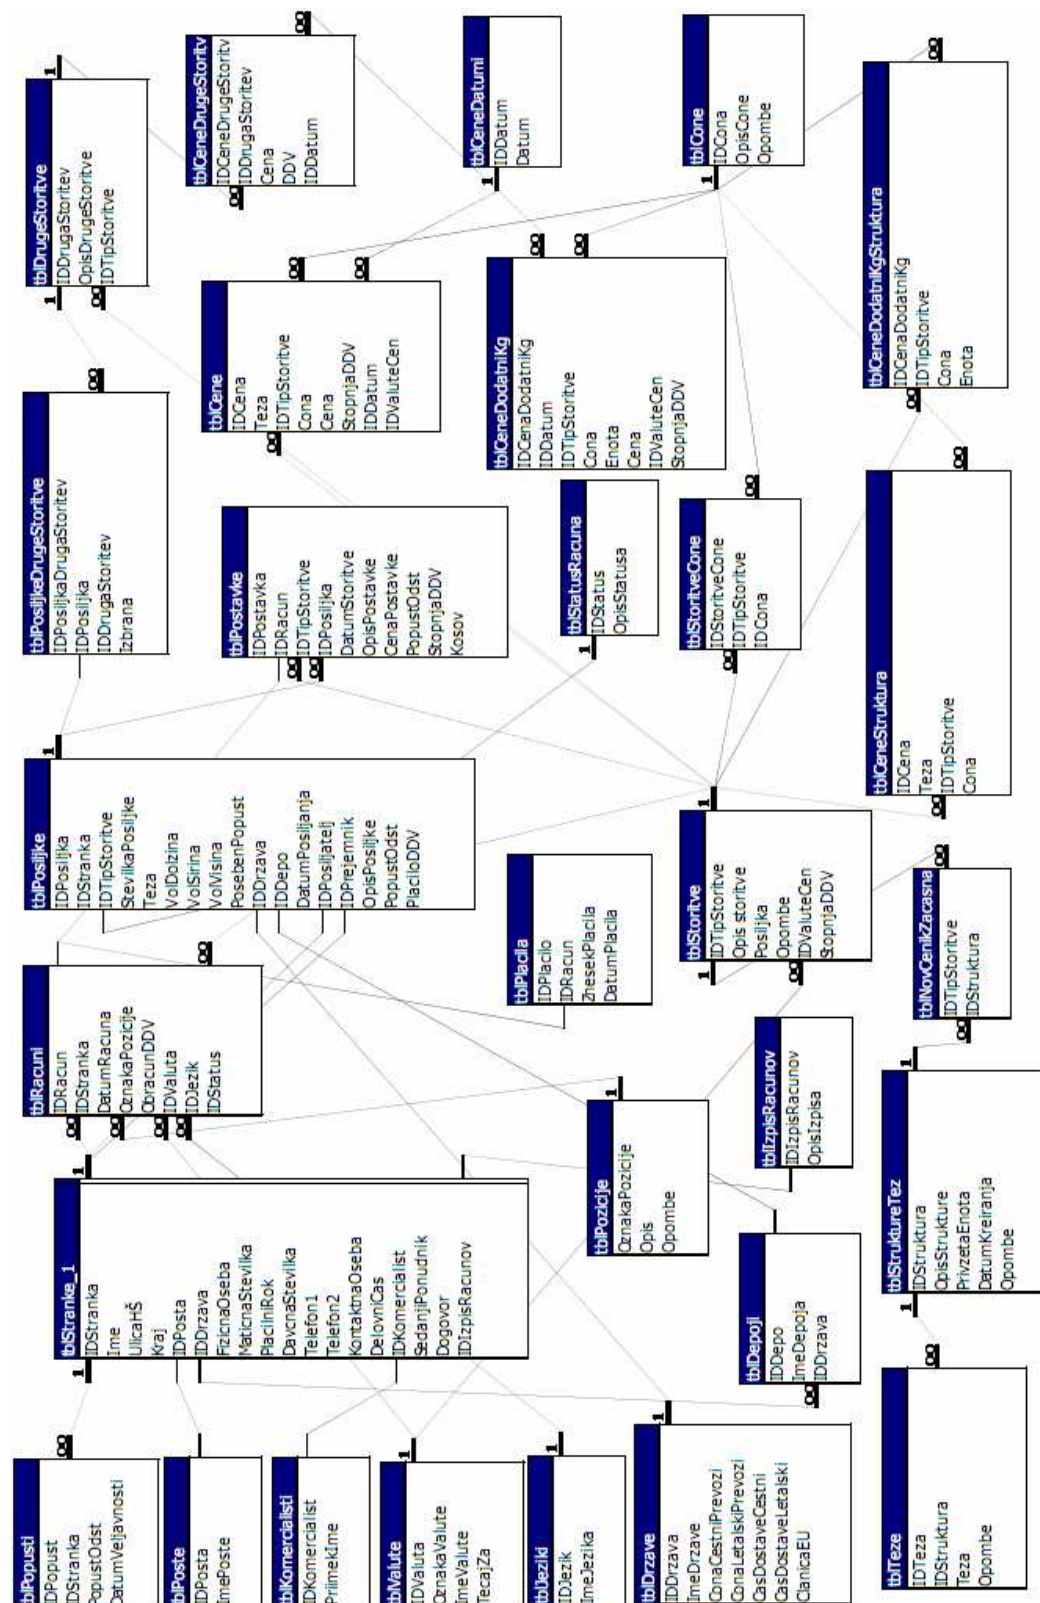 tblPopusti
IDPopust
IDStranka
PopustOdst
DatumVeljavnosti
tblPoste
IDPosta
ImePoste
tblKomercialisti
IDKomercialist
PriimekIme
tblValute
IDValuta
OznakaValute
ImeValute
TecajZa
tblJeziki
IDJezik
ImeJezika
tblDrzave
IDDrzava
ImeDrzave
ConaCestniPrevozi
ConaLetalskiPrevozi
CasDostaveCestni
CasDostaveLetalski
ClanicaEU
tblTeze
IDTeza
IDStruktura
Teza
Opombe
tblStranke_1
IDStranka
Ime
UlicaHŠ
Kraj
IDPosta
IDDrzava
FizicnaOseba
MaticnaStevilka
PlacilniRok
DavcnaStevilka
Telefon1
Telefon2
KontaktnaOseba
DelovniCas
IDKomercialist
SedanjiPonudnik
Dogovor
IDIzpisRacunov
tblDepoji
IDDepo
ImeDepoja
IDDrzava
tblStruktureTez
IDStruktura
OpisStrukture
PrivzetaEnota
DatumKreiranja
Opombe
tblRacuni
IDRacun
IDStranka
DatumRacuna
OznakaPozicije
ObracunDDV
IDValuta
IDJezik
IDStatus
tblPozicije
OznakaPozicije
Opis
Opombe
tblIzpisRacunov
IDIzpisRacunov
OpisIzpisa
tblNovCenikZacasna
IDTipStoritve
IDStruktura
tblPosiljke
IDPosiljka
IDStranka
IDTipStoritve
StevilkaPosiljke
Teza
VolDolzina
VolSirina
VolVisina
PosebenPopust
IDDrzava
IDDepo
DatumPosiljanja
IDPosiljatelj
IDPrejemnik
OpisPosiljke
PopustOdst
PlaciloDDV
tblPlacila
IDPlacilo
IDRacun
ZnesekPlacila
DatumPlacila
tblStoritve
IDTipStoritve
Opis storitve
Posiljka
Opombe
IDValuteCen
StopnjaDDV
tblCeneStruktura
IDCena
Teza
IDTipStoritve
Cona
tblPosiljkeDrugeStoritve
IDPosiljkaDrugaStoritev
IDPosiljka
IDDrugaStoritev
Izbrana
tblPostavke
IDPostavka
IDRacun
IDTipStoritve
IDPosiljka
DatumStoritve
OpisPostavke
CenaPostavke
PopustOdst
StopnjaDDV
Kosov
tblStatusRacuna
IDStatus
OpisStatusa
tblStoritveCone
IDStoritveCone
IDTipStoritve
IDCona
tblDrugeStoritve
IDDrugaStoritev
OpisDrugeStoritve
IDTipStoritve
tblCene
IDCena
Teza
IDTipStoritve
Cona
Cena
StopnjaDDV
IDDatum
IDValuteCen
tblCeneDodatniKg
IDCenaDodatniKg
IDDatum
IDTipStoritve
Cona
Enota
Cena
IDValuteCen
StopnjaDDV
tblCeneDodatniKgStruktura
IDCenaDodatniKg
IDTipStoritve
Cona
Enota
tblCeneDrugeStoritv
IDCeneDrugeStoritv
IDDrugaStoritev
Cena
DDV
IDDatum
tblCeneDatumi
IDDatum
Datum
tblCone
IDCona
OpisCone
Opombe